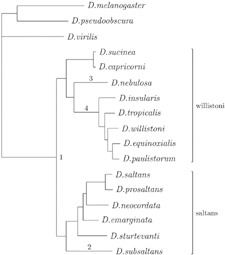 D.melanogaster
D.pseudoobscura
D.virilis
D.sucinea
D.capricorni
3
D.nebulosa
D.insularis
4
D.tropicalis
willistoni
D.willistoni
D.equinoxialis
D.paulistorum
1
D.saltans
D.prosaltans
D.neocordata
saltans
D.emarginata
D.sturtevanti
2
D.subsaltans